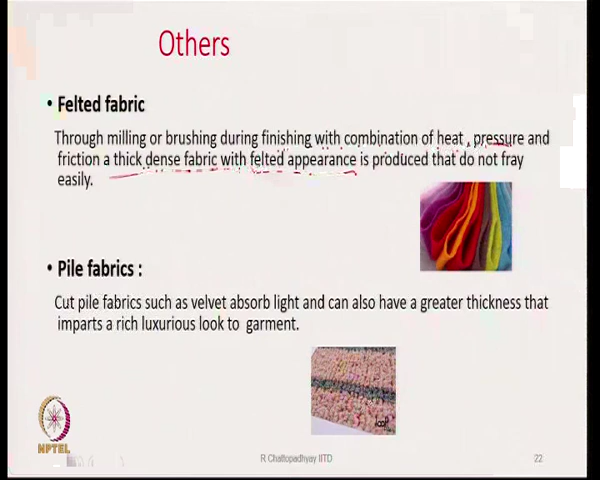 Others
• Felted fabric
Through milling or brushing during finishing with combination of heat , pressure and
friction a thick dense fabric with felted appearance is produced that do not fray
easily.
• Pile fabrics :
Cut pile fabrics such as velvet absorb light and can also have a greater thickness that
imparts a rich luxurious look to garment.
loop
NPTEL
R Chattopadhyay IITD
22